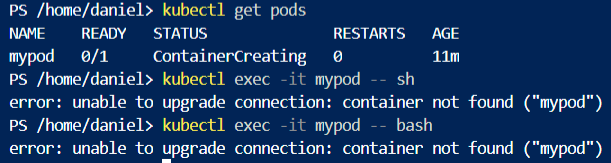 PS /home/daniel> kubectl get pods
NAME READY STATUS RESTARTS AGE
mypod 0/1 ContainerCreating 0 11m
PS /home/daniel> kubectl exec -it mypod -- sh
error: unable to upgrade connection: container not found ("mypod")
PS /home/daniel> kubectl exec -it mypod -- bash
error: unable to upgrade connection: container not found ("mypod")